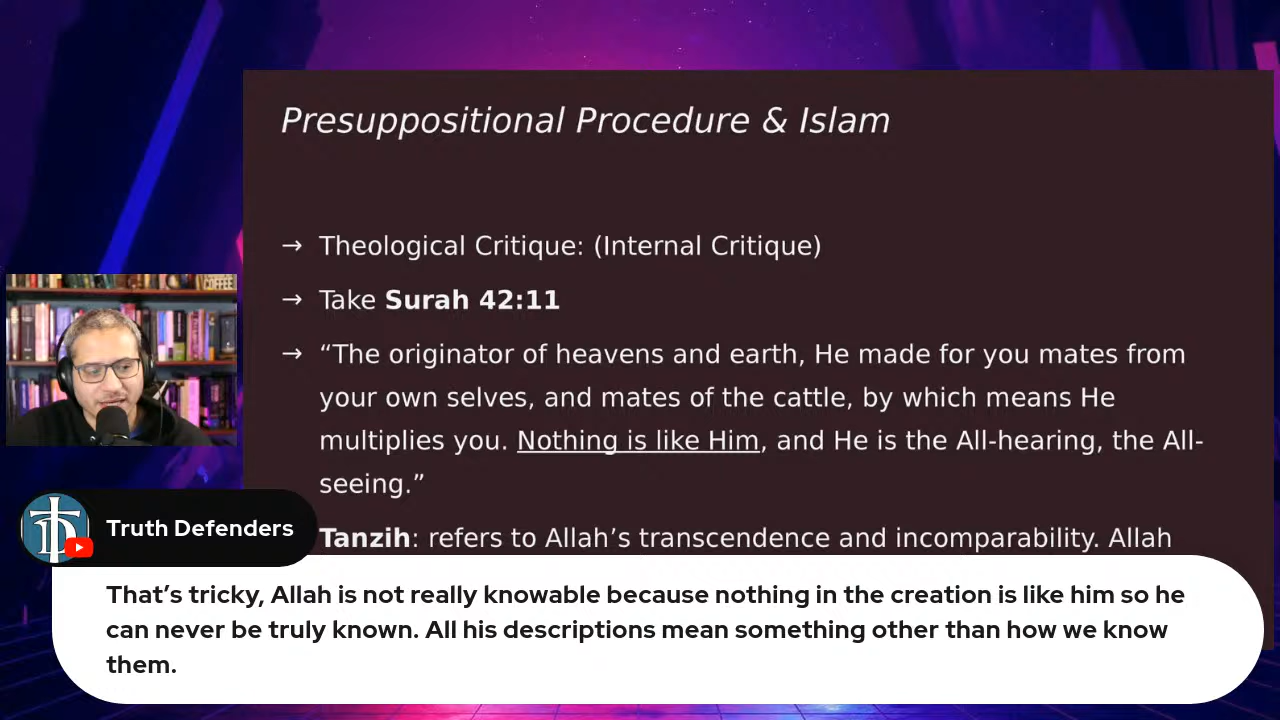 Presuppositional Procedure & Islam
→ Theological Critique: (Internal Critique)
→ Take Surah 42:11
→ “The originator of heavens and earth, He made for you mates from
your own selves, and mates of the cattle, by which means He
multiplies you. Nothing is like Him, and He is the All-hearing, the All-
seeing.”
Tanzih: refers to Allah’s transcendence and incomparability. Allah
COFFEE
Truth Defenders
That’s tricky, Allah is not really knowable because nothing in the creation is like him so he
can never be truly known. All his descriptions mean something other than how we know
them.